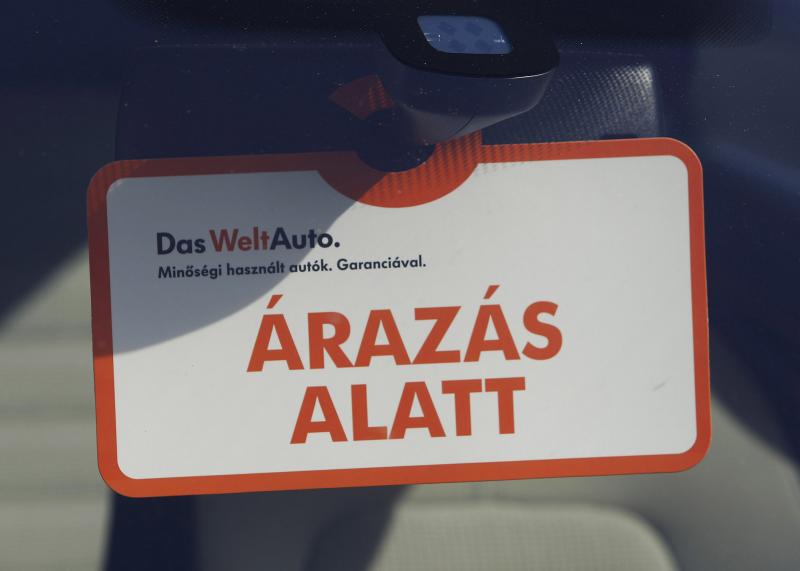 Das WeltAuto.
Minőségi használt autók. Garanciával.
ÁRAZÁS
ALATT